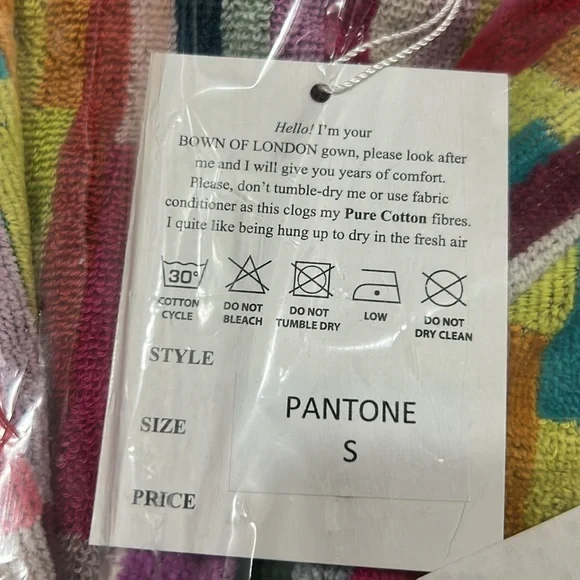 Hello! I'm your
BOWN OF LONDON gown, please look after
me and I will give you years of comfort.
Please, don't tumble-dry me or use fabric
conditioner as this clogs my Pure Cotton fibres.
I quite like being hung up to dry in the fresh air
30°
COTTON
CYCLE
DO NOT
BLEACH
DO NOT
TUMBLE DRY
LOW
DO NOT
DRY CLEAN
STYLE
PANTONE
SIZE
S
PRICE